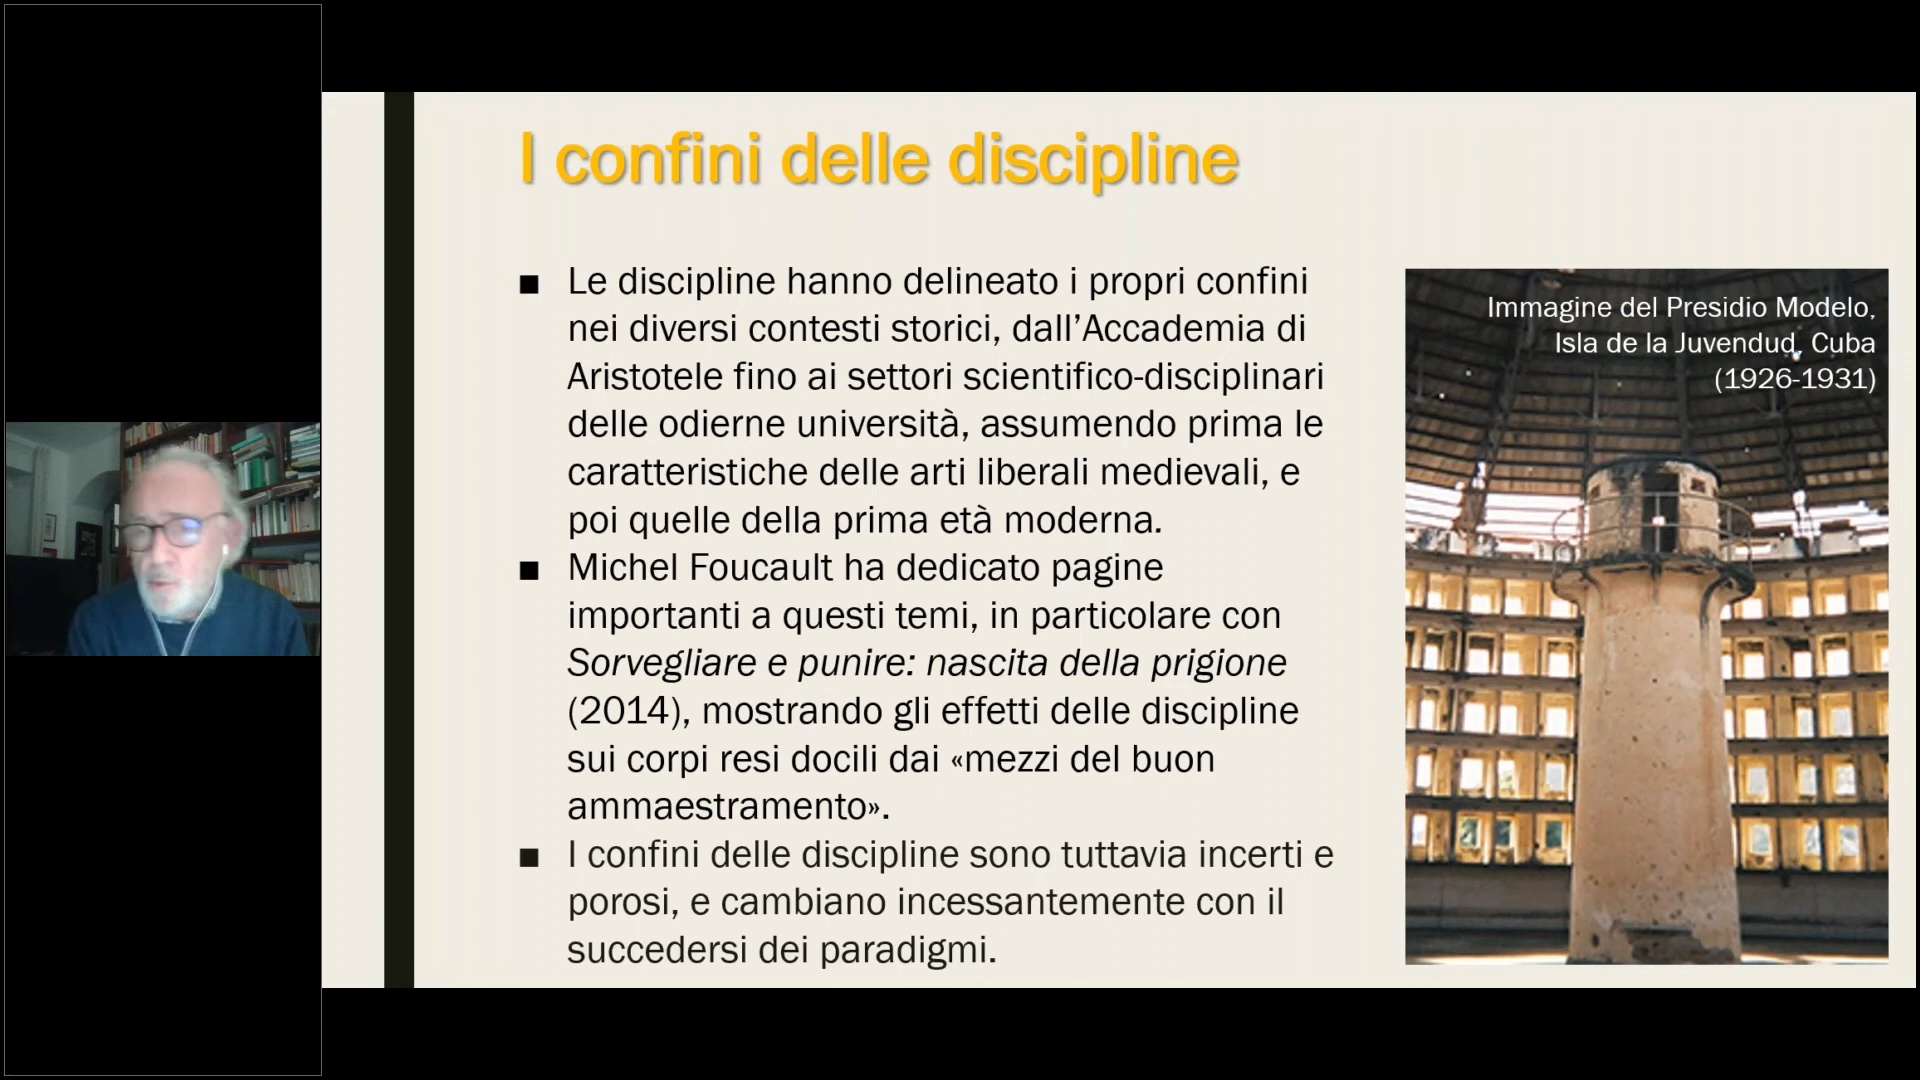 I confini delle discipline
■ Le discipline hanno delineato i propri confini
nei diversi contesti storici, dall’Accademia di
Aristotele fino ai settori scientifico-disciplinari
delle odierne università, assumendo prima le
caratteristiche delle arti liberali medievali, e
poi quelle della prima età moderna.
■ Michel Foucault ha dedicato pagine
importanti a questi temi, in particolare con
Sorvegliare e punire: nascita della prigione
(2014), mostrando gli effetti delle discipline
sui corpi resi docili dai «mezzi del buon
ammaestramento».
■ I confini delle discipline sono tuttavia incerti e
porosi, e cambiano incessantemente con il
succedersi dei paradigmi.
Immagine del Presidio Modelo,
Isla de la Juvendud, Cuba
(1926-1931)